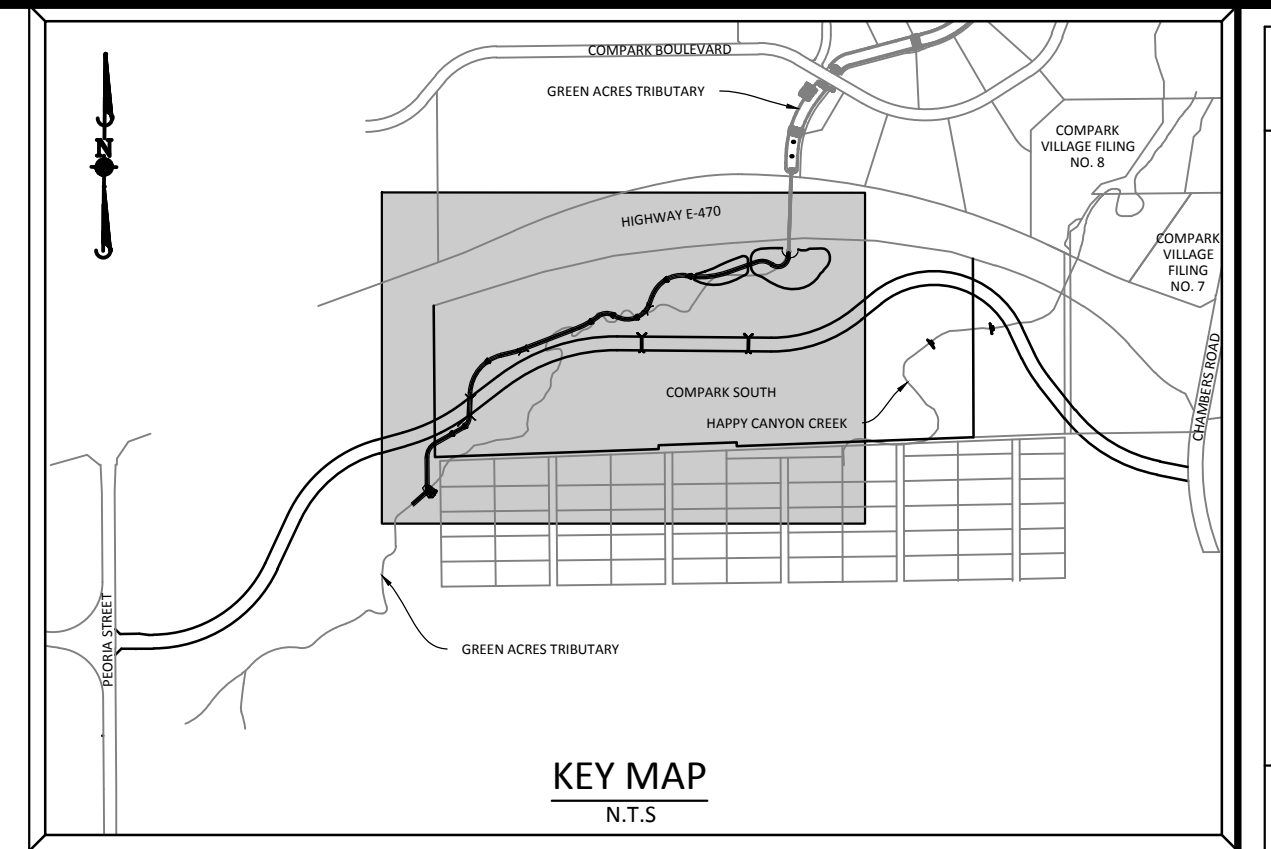 COMPARK BOULEVARD
GREEN ACRES TRIBUTARY
N
COMPARK
VILLAGE FILING
NO. 8
HIGHWAY E-470
COMPARK
VILLAGE
FILING
NO. 7
CHAMBERS ROAD
COMPARK SOUTH
HAPPY CANYON CREEK
PEORIA STREET
GREEN ACRES TRIBUTARY
KEY MAP
N.T.S